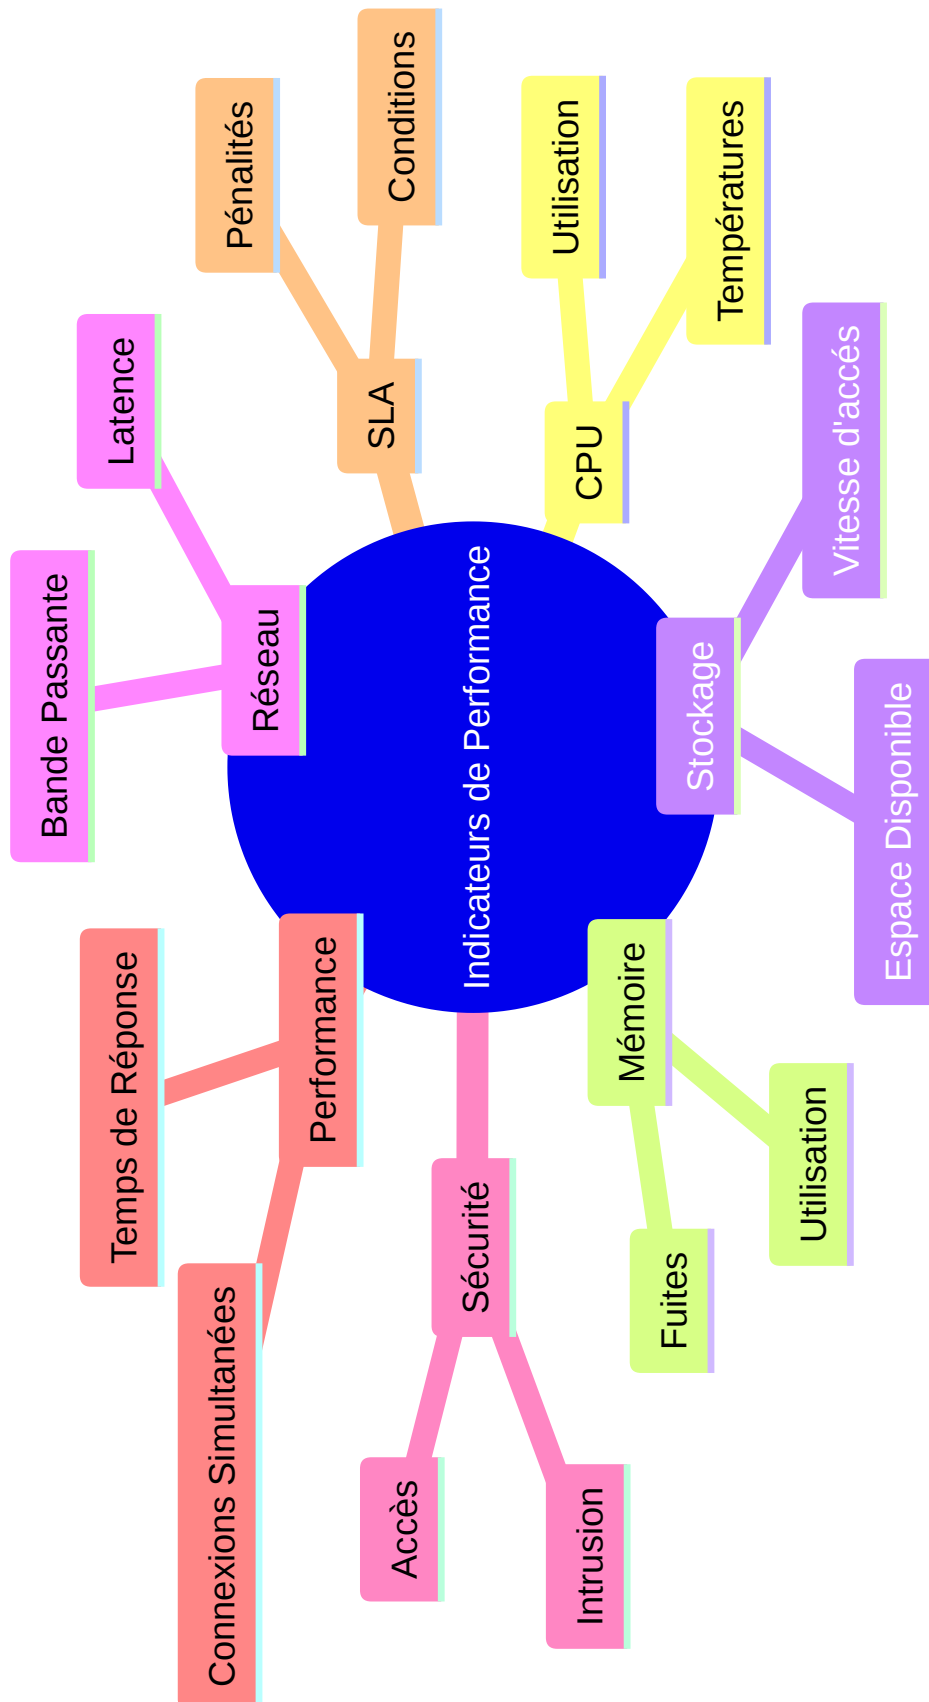 Indicateurs de Performance
CPU
Utilisation
Températures
Stockage
Vitesse d'accés
Espace Disponible
Mémoire
Utilisation
Fuites
Sécurité
Accès
Intrusion
Performance
Temps de Réponse
Connexions Simultanées
Réseau
Bande Passante
Latence
SLA
Pénalités
Conditions